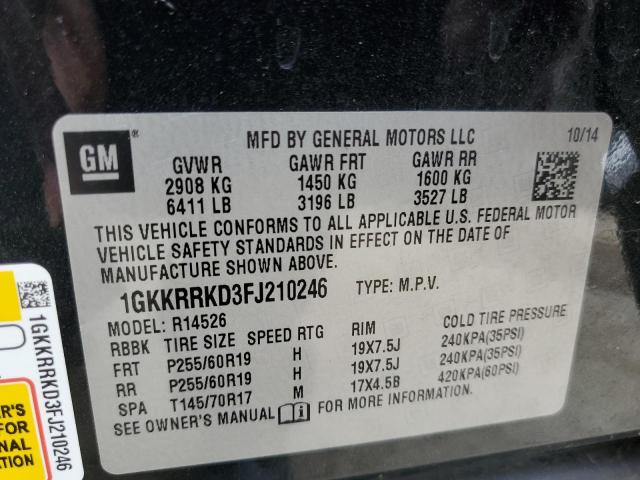 GM ®
MFD BY GENERAL MOTORS LLC 10/14
GVWR GAWR FRT GAWR RR
2908 KG 1450 KG 1600 KG
6411 LB 3196 LB 3527 LB
THIS VEHICLE CONFORMS TO ALL APPLICABLE U.S. FEDERAL MOTOR
VEHICLE SAFETY STANDARDS IN EFFECT ON THE DATE OF
MANUFACTURE SHOWN ABOVE.
1GKKRRKD3FJ210246 TYPE: M.P.V.
MODEL: R14526
RBBK TIRE SIZE SPEED RTG RIM COLD TIRE PRESSURE
FRT P255/60R19 H 19X7.5J 240KPA(35PSI)
RR P255/60R19 H 19X7.5J 240KPA(35PSI)
SPA T145/70R17 M 17X4.5B 420KPA(60PSI)
SEE OWNER'S MANUAL i FOR MORE INFORMATION.
1GKKRRKD3FJ210246
ER'S
FOR
NAL
ATION